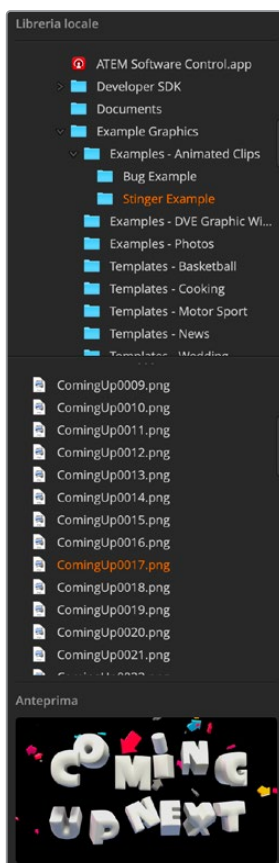 Libreria locale
ATEM Software Control.app
Developer SDK
Documents
Example Graphics
Examples - Animated Clips
Bug Example
Stinger Example
Examples - DVE Graphic Wi...
Examples - Photos
Templates - Basketball
Templates - Cooking
Templates - Motor Sport
Templates - News
Templates - Wedding
ComingUp0009.png
ComingUp0010.png
ComingUp0011.png
ComingUp0012.png
ComingUp0013.png
ComingUp0014.png
ComingUp0015.png
ComingUp0016.png
ComingUp0017.png
ComingUp0018.png
ComingUp0019.png
ComingUp0020.png
ComingUp0021.png
Anteprima
COMiNG
UP NEXT